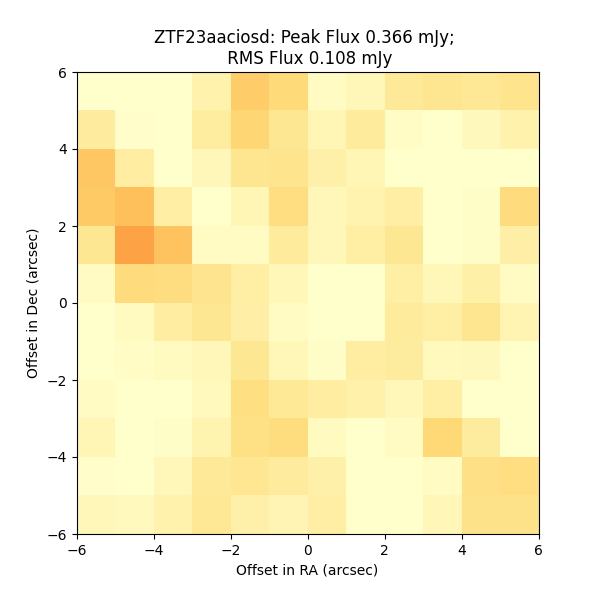 ZTF23aaciosd: Peak Flux 0.366 mJy;
RMS Flux 0.108 mJy
6
4
2
0
−2
−4
−6
Offset in Dec (arcsec)
−6 −4 −2 0 2 4 6
Offset in RA (arcsec)